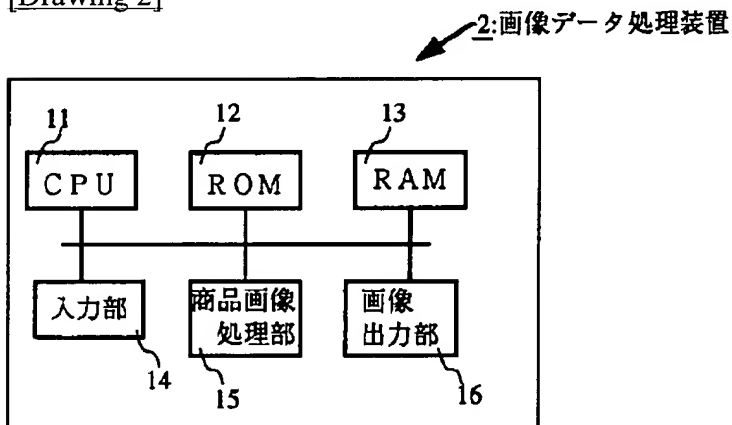 [Drawing 2]
2:画像データ処理装置
11
12
13
CPU
ROM
RAM
入力部
商品画像
処理部
画像
出力部
14
15
16